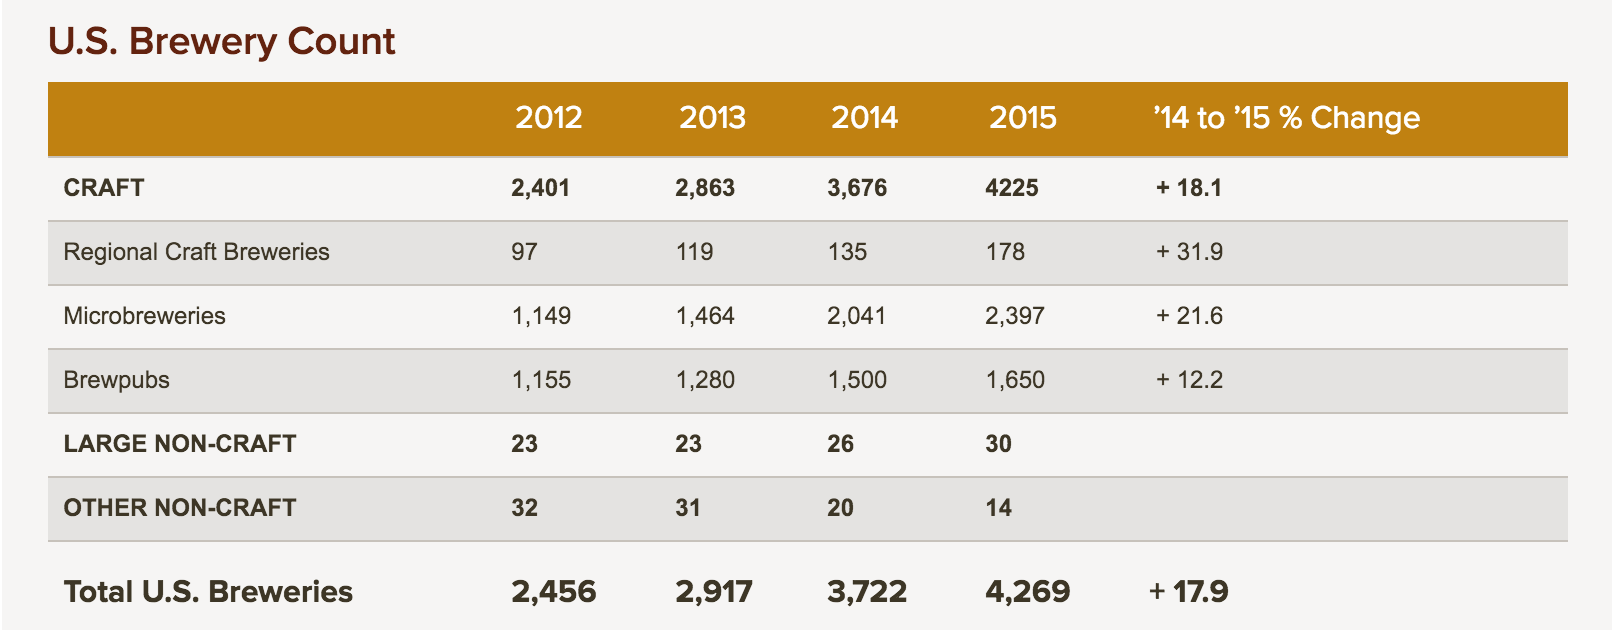 U.S. Brewery Count
2012 2013 2014 2015 ’14 to ’15 % Change
CRAFT 2,401 2,863 3,676 4225 + 18.1
Regional Craft Breweries 97 119 135 178 + 31.9
Microbreweries 1,149 1,464 2,041 2,397 + 21.6
Brewpubs 1,155 1,280 1,500 1,650 + 12.2
LARGE NON-CRAFT 23 23 26 30
OTHER NON-CRAFT 32 31 20 14
Total U.S. Breweries 2,456 2,917 3,722 4,269 + 17.9